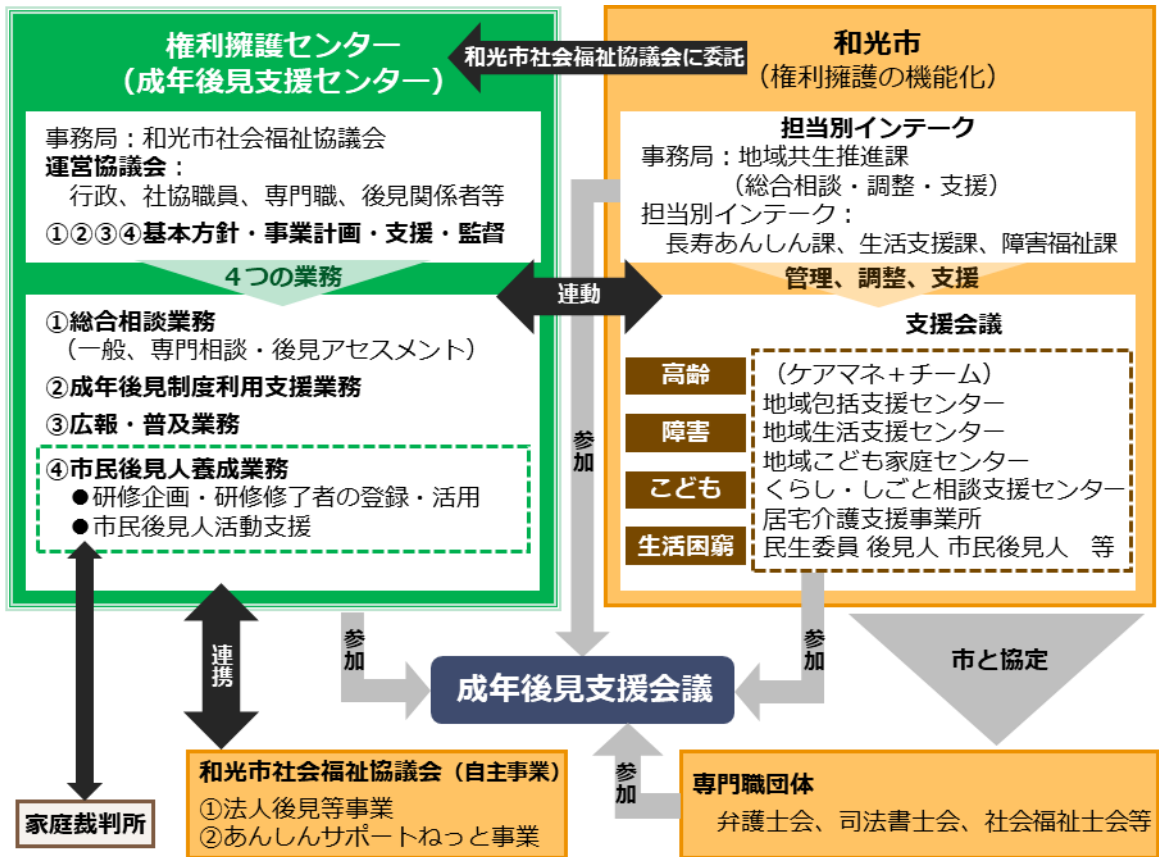 権利擁護センター
（成年後見支援センター）
事務局：和光市社会福祉協議会
運営協議会：
行政、社協職員、専門職、後見関係者等
①②③④基本方針・事業計画・支援・監督
４つの業務
①総合相談業務
（一般、専門相談・後見アセスメント）
②成年後見制度利用支援業務
③広報・普及業務
④市民後見人養成業務
●研修企画・研修修了者の登録・活用
●市民後見人活動支援
和光市社会福祉協議会に委託
和光市
（権利擁護の機能化）
担当別インテーク
事務局：地域共生推進課
（総合相談・調整・支援）
担当別インテーク：
長寿あんしん課、生活支援課、障害福祉課
管理、調整、支援
連動
支援会議
高齢
障害
こども
生活困窮
（ケアマネ＋チーム）
地域包括支援センター
地域生活支援センター
地域こども家庭センター
くらし・しごと相談支援センター
居宅介護支援事業所
民生委員 後見人 市民後見人　等
参加
連携
参加
参加
市と協定
成年後見支援会議
家庭裁判所
和光市社会福祉協議会（自主事業）
①法人後見等事業
②あんしんサポートねっと事業
参加
専門職団体
弁護士会、司法書士会、社会福祉士会等